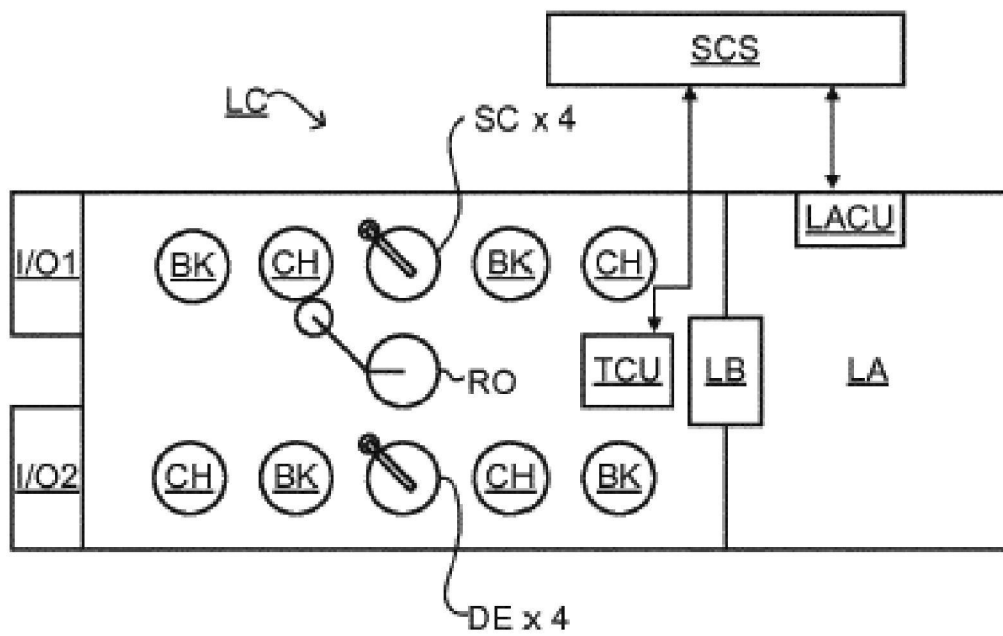 SCS
LC
SC x 4
LACU
I/O1
BK
CH
BK
CH
TCU
LB
LA
RO
I/O2
CH
BK
CH
BK
DE x 4